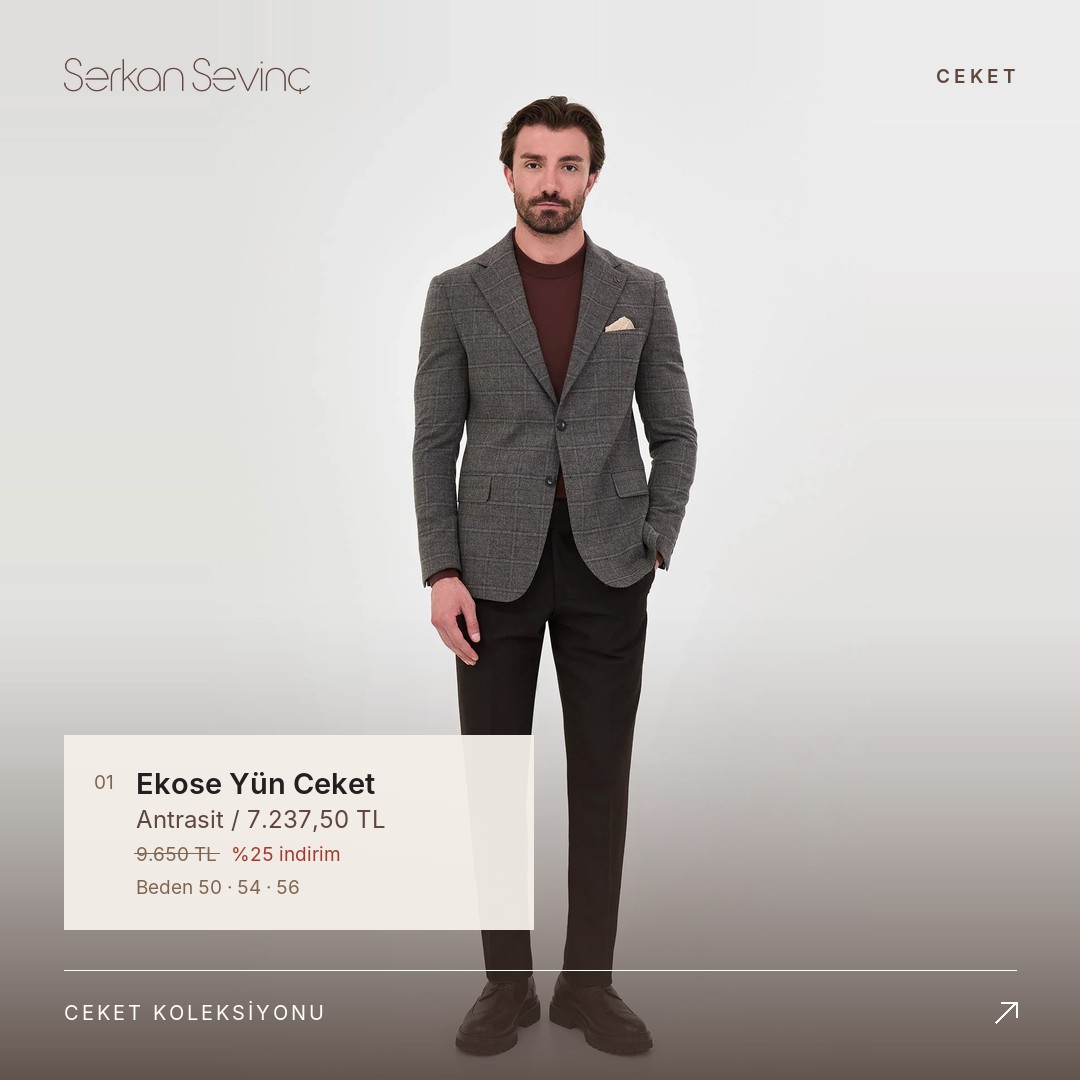 Serkan Sevinç
CEKET
01
Ekose Yün Ceket
Antrasit / 7.237,50 TL
9.650 TL %25 indirim
Beden 50 · 54 · 56
CEKET KOLEKSİYONU